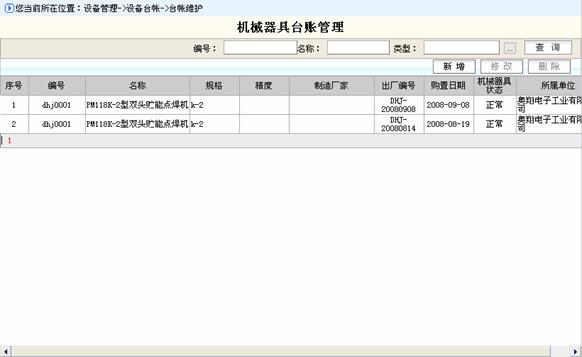 您当前所在位置：设备管理->设备台帐->台帐维护
机械器具台账管理
编号： 名称： 类型： ... 查 询
新 增 修 改 删 除
序号 编号 名称 规格 精度 制造厂家 出厂编号 购置日期 机械器具状态 所属单位
1 dhj0001 PM118K-2型双头贮能点焊机 k-2 DHJ-20080908 2008-09-08 正常 奥翔电子工业有限
司
2 dhj0001 PM118K-2型双头贮能点焊机 k-2 DHJ-20080814 2008-08-19 正常 奥翔电子工业有限
司
1